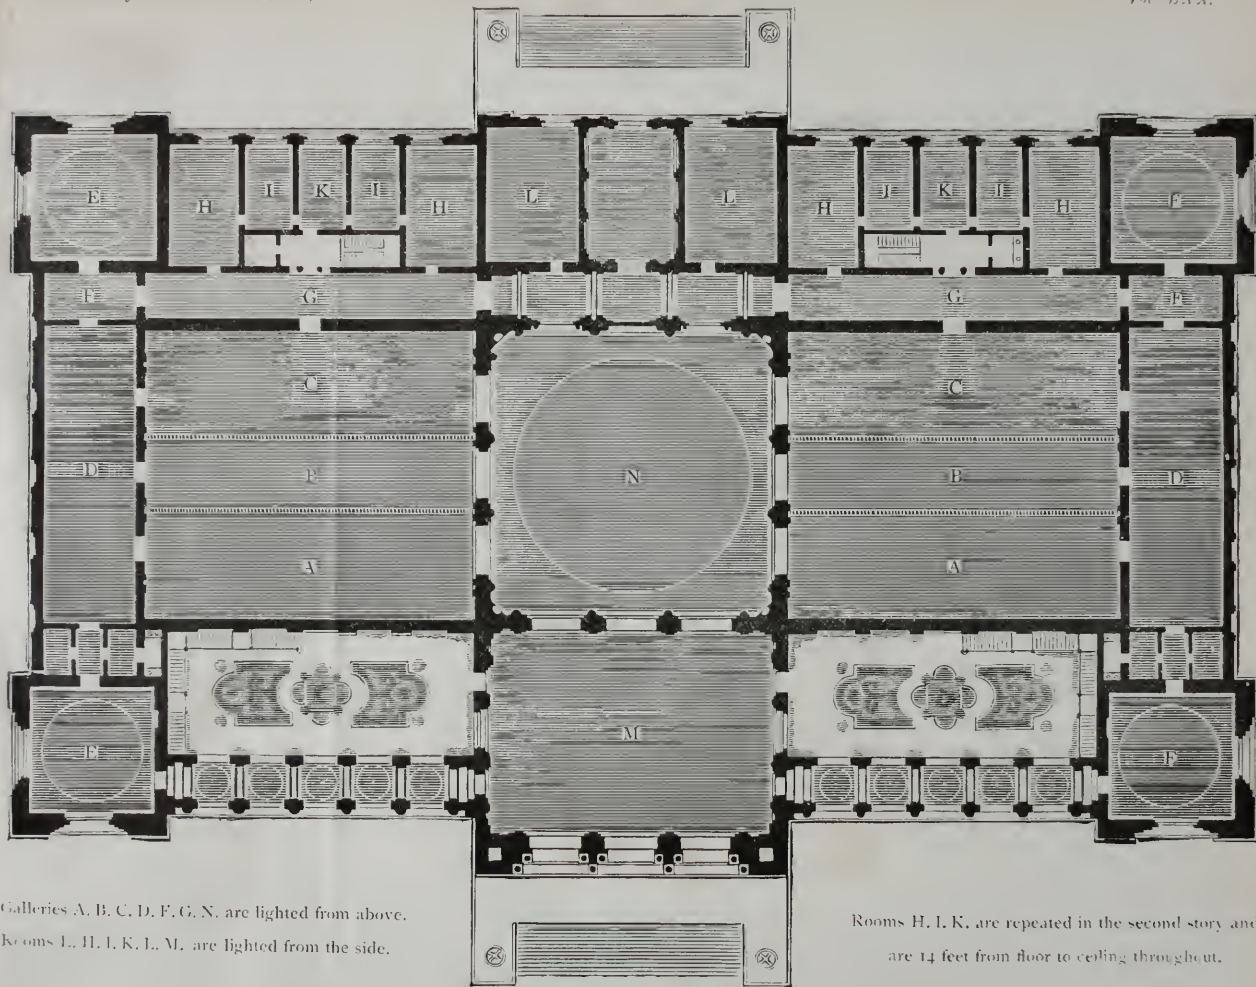 E
I
K
I
L
L
J
K
I
E
H
H
H
H
F
G
G
F
C
C
D
B
N
B
D
A
A
E
M
E
Galleries A. B. C. D. F. G. N. are lighted from above.
Rooms E. H. I. K. L. M. are lighted from the side.
Rooms H. I. K. are repeated in the second story and
are 14 feet from floor to ceiling throughout.